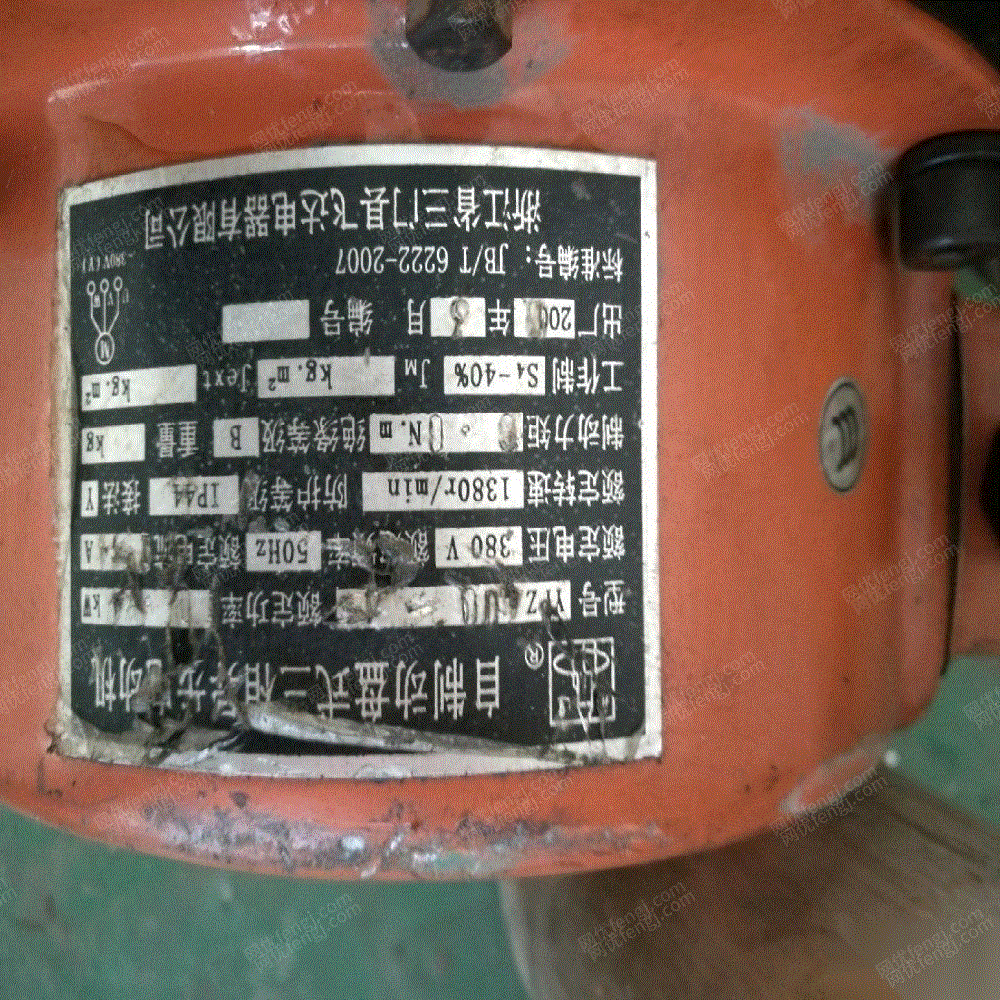 自制动盘式三相异步电动机
型号 额定功率 kW
额定电压 380 V 额定频率 50Hz 额定电流 A
额定转速 1380r/min 防护等级 IP44 接法 Y
制动力矩 N.m 绝缘等级 B 重量 kg
工作制 S₄-40% Jᴍ kg.m² Jext kg.m²
出厂 200 年 月 编号
M
U V W
标准编号: JB/T 6222-2007
~380V(Y)
浙江省三门县飞达电器有限公司